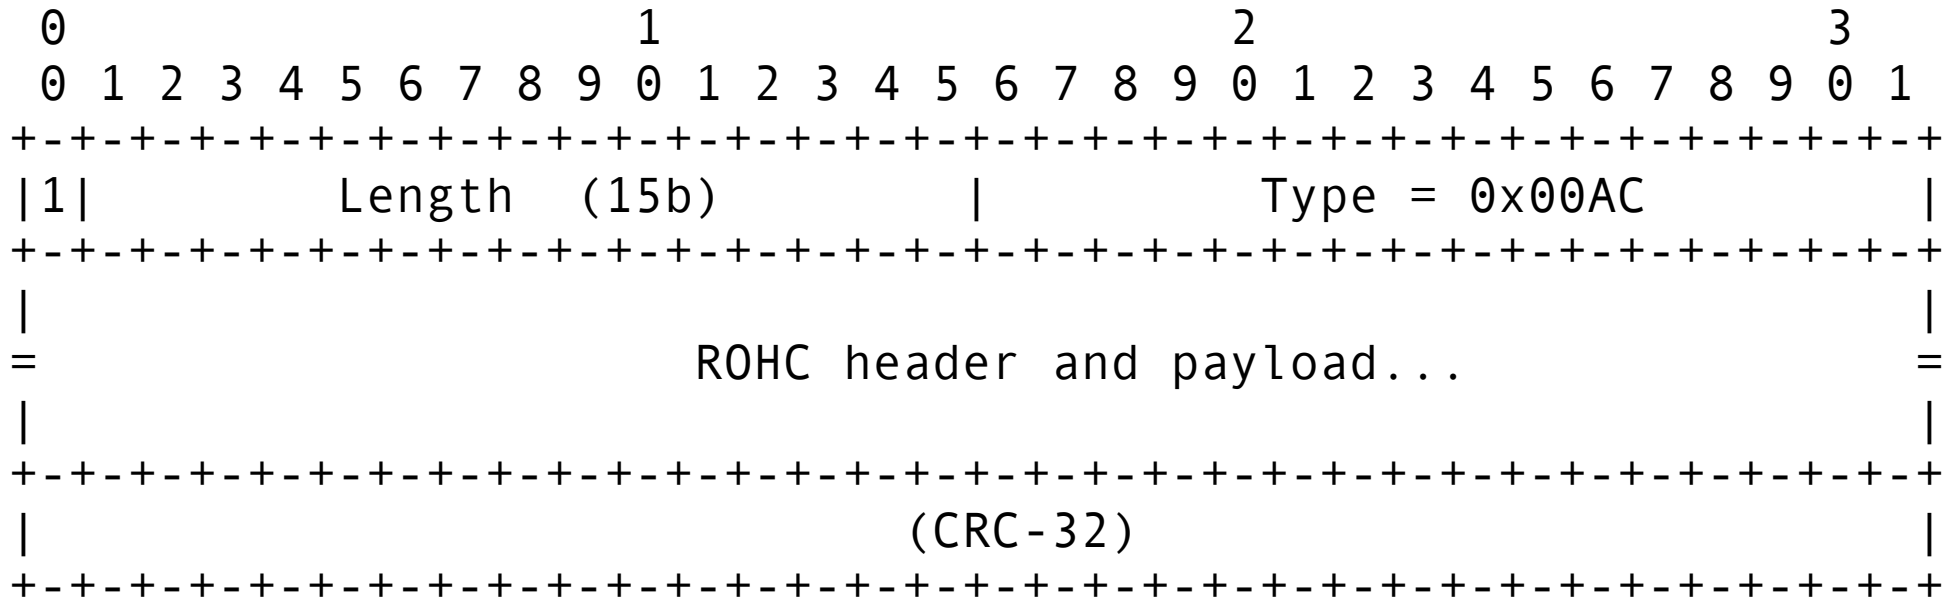 0                   1                   2                   3
 0 1 2 3 4 5 6 7 8 9 0 1 2 3 4 5 6 7 8 9 0 1 2 3 4 5 6 7 8 9 0 1
+-+-+-+-+-+-+-+-+-+-+-+-+-+-+-+-+-+-+-+-+-+-+-+-+-+-+-+-+-+-+-+-+
|1|        Length  (15b)        |         Type = 0x00AC         |
+-+-+-+-+-+-+-+-+-+-+-+-+-+-+-+-+-+-+-+-+-+-+-+-+-+-+-+-+-+-+-+-+
|                                                               |
=                      ROHC header and payload...               =
|                                                               |
+-+-+-+-+-+-+-+-+-+-+-+-+-+-+-+-+-+-+-+-+-+-+-+-+-+-+-+-+-+-+-+-+
|                             (CRC-32)                          |
+-+-+-+-+-+-+-+-+-+-+-+-+-+-+-+-+-+-+-+-+-+-+-+-+-+-+-+-+-+-+-+-+